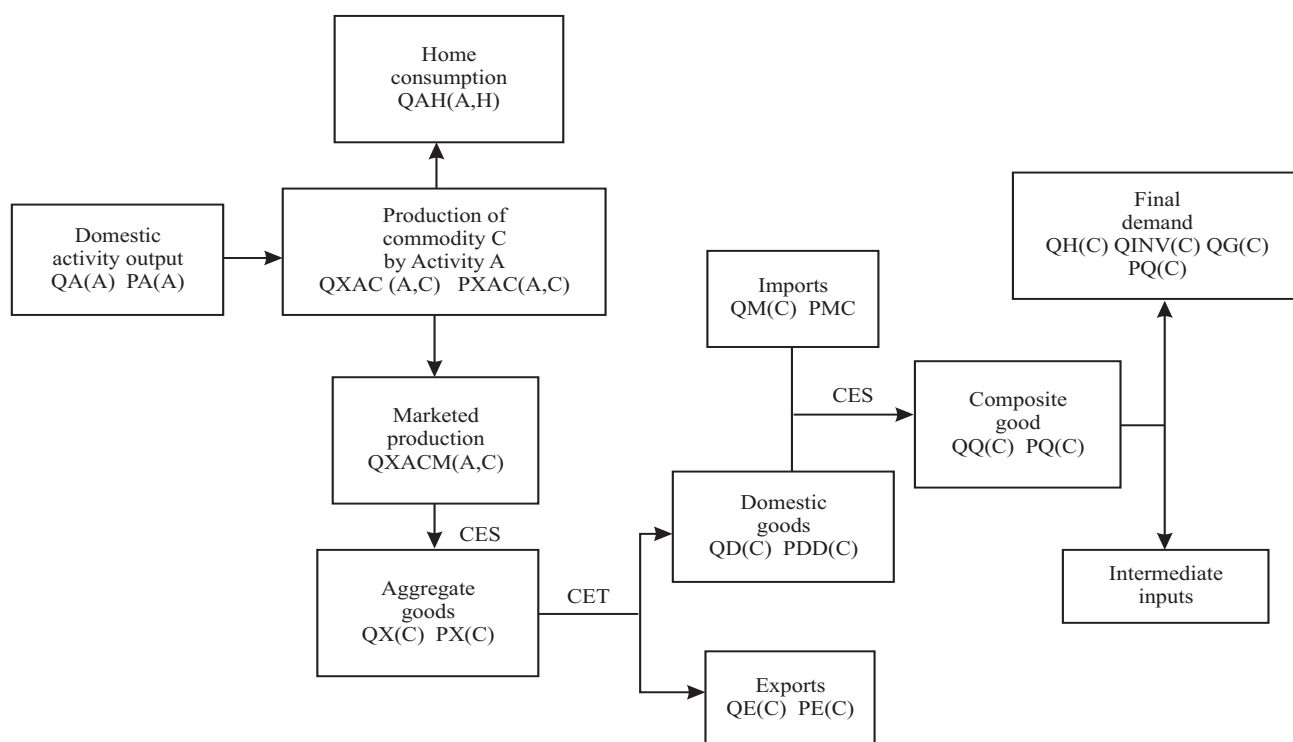 Home
consumption
QAH(A,H)
Domestic
activity output
QA(A) PA(A)
Production of
commodity C
by Activity A
QXAC (A,C) PXAC(A,C)
Final
demand
QH(C) QINV(C) QG(C)
PQ(C)
Imports
QM(C) PMC
Marketed
production
QXACM(A,C)
CES
Composite
good
QQ(C) PQ(C)
CES
Domestic
goods
QD(C) PDD(C)
Aggregate
goods
QX(C) PX(C)
CET
Intermediate
inputs
Exports
QE(C) PE(C)